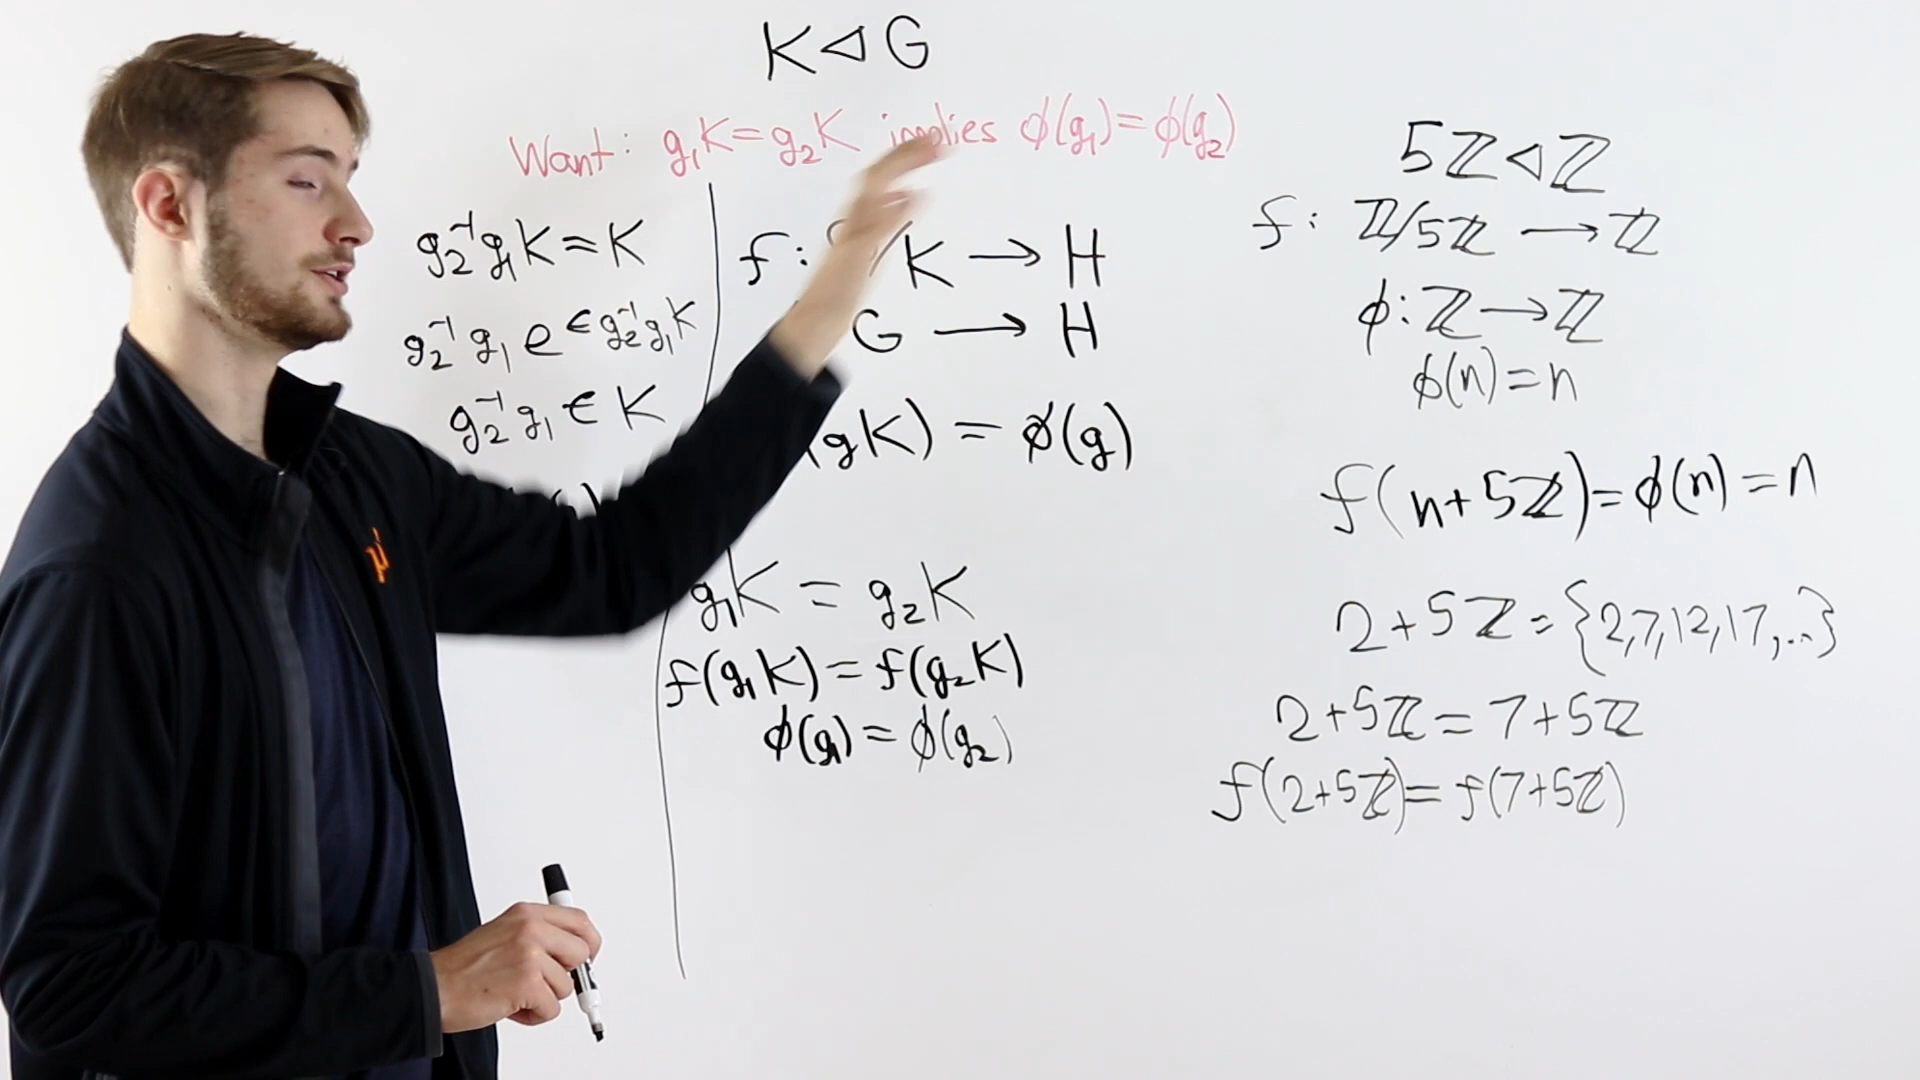 K ◁ G
Want: g₁K = g₂K implies ϕ(g₁) = ϕ(g₂)
g₂⁻¹g₁K = K
g₂⁻¹g₁e ∈ g₂⁻¹g₁K
g₂⁻¹g₁ ∈ K
f: /K → H
G → H
(gK) = ϕ(g)
g₁K = g₂K
f(g₁K) = f(g₂K)
ϕ(g₁) = ϕ(g₂)
5ℤ ◁ ℤ
f: ℤ/5ℤ → ℤ
ϕ: ℤ → ℤ
ϕ(n) = n
f(n+5ℤ) = ϕ(n) = n
2+5ℤ = {2,7,12,17,...}
2+5ℤ = 7+5ℤ
f(2+5ℤ) = f(7+5ℤ)